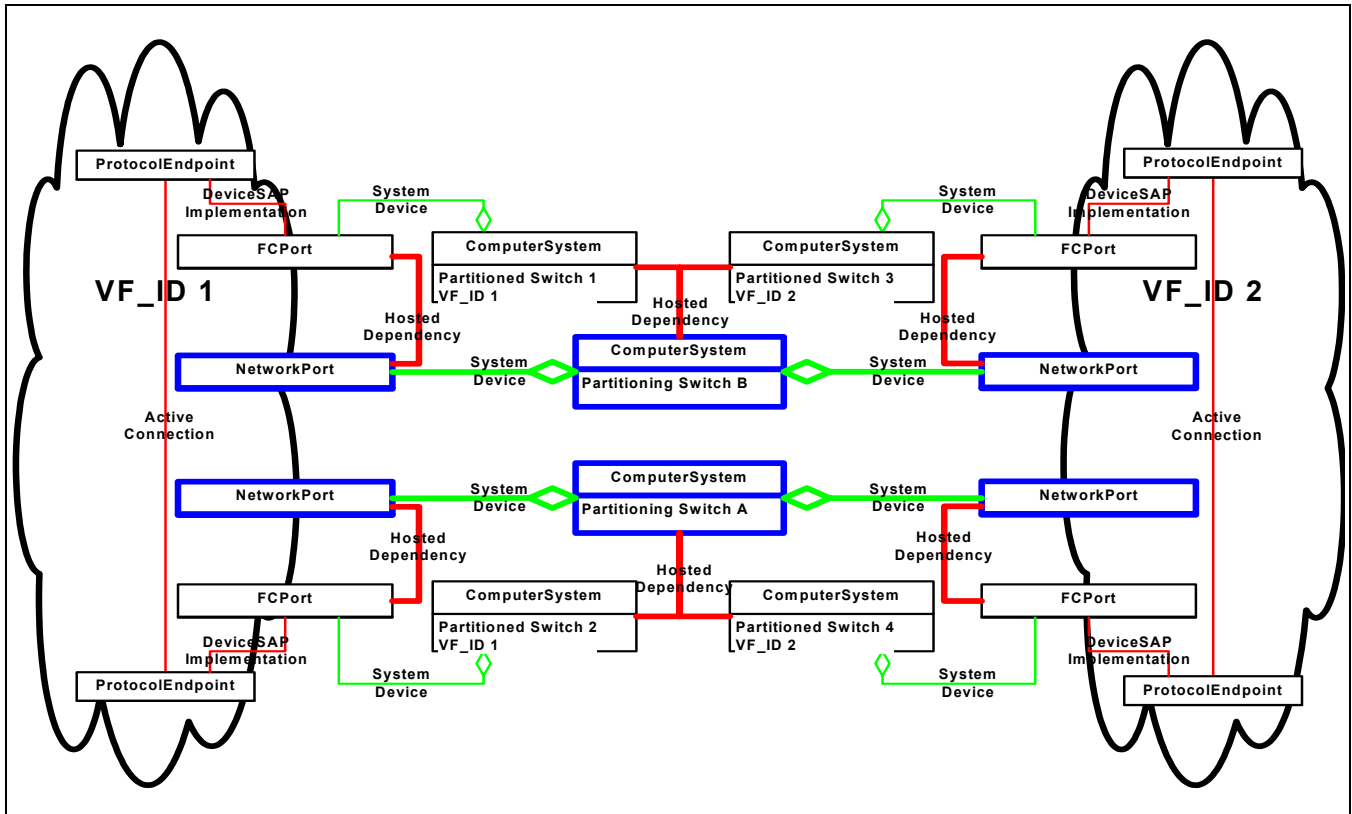 ProtocolEndpoint
ProtocolEndpoint
DeviceSAP
Implementation
System
Device
System
Device
DeviceSAP
Implementation
FCPort
ComputerSystem
ComputerSystem
FCPort
Partitioned Switch 1
VF_ID 1
Partitioned Switch 3
VF_ID 2
VF_ID 1
VF_ID 2
Hosted
Dependency
Hosted
Dependency
Hosted
Dependency
NetworkPort
System
Device
ComputerSystem
Partitioning Switch B
System
Device
NetworkPort
Active
Connection
Active
Connection
NetworkPort
System
Device
ComputerSystem
Partitioning Switch A
System
Device
NetworkPort
Hosted
Dependency
Hosted
Dependency
Hosted
Dependency
FCPort
ComputerSystem
ComputerSystem
FCPort
Partitioned Switch 2
VF_ID 1
Partitioned Switch 4
VF_ID 2
DeviceSAP
Implementation
System
Device
System
Device
DeviceSAP
Implementation
ProtocolEndpoint
ProtocolEndpoint